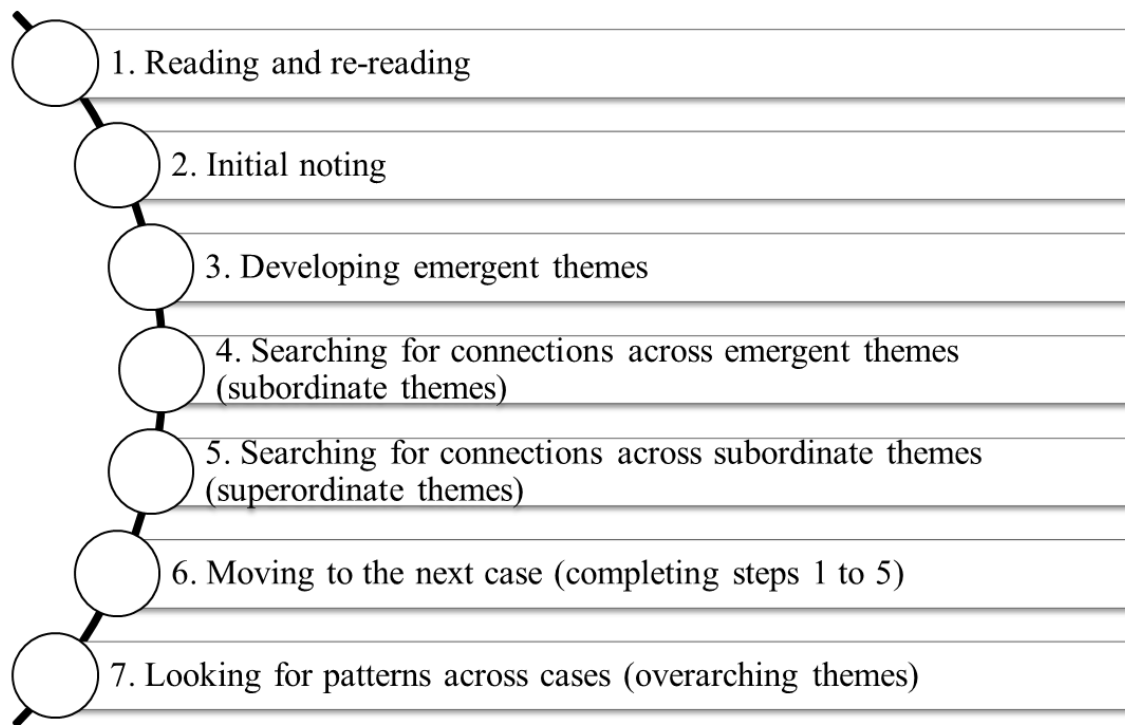 1. Reading and re-reading
2. Initial noting
3. Developing emergent themes
4. Searching for connections across emergent themes
(subordinate themes)
5. Searching for connections across subordinate themes
(superordinate themes)
6. Moving to the next case (completing steps 1 to 5)
7. Looking for patterns across cases (overarching themes)